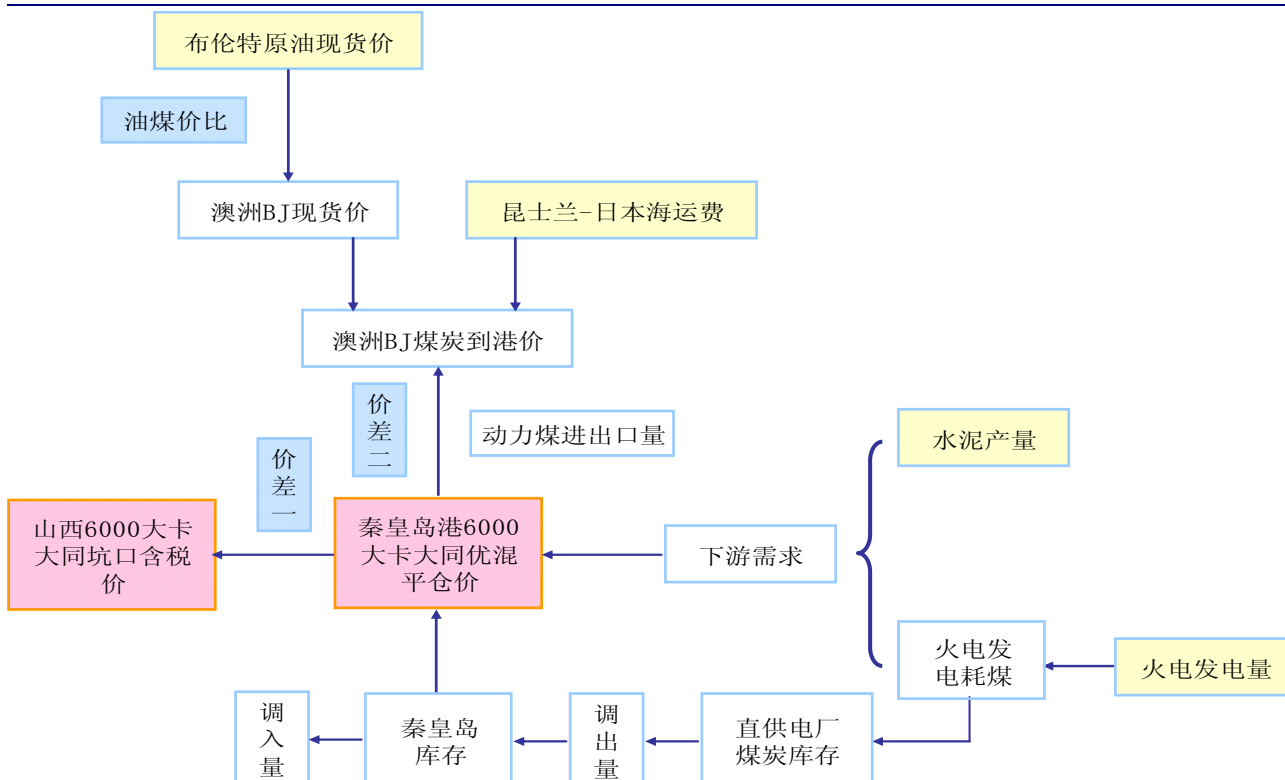 布伦特原油现货价
油煤价比
澳洲BJ现货价
昆士兰-日本海运费
澳洲BJ煤炭到港价
价
差
二
动力煤进出口量
水泥产量
价
差
一
山西6000大卡
大同坑口含税
价
秦皇岛港6000
大卡大同优混
平仓价
下游需求
火电发
电耗煤
火电发电量
调
入
量
秦皇岛
库存
调
出
量
直供电厂
煤炭库存